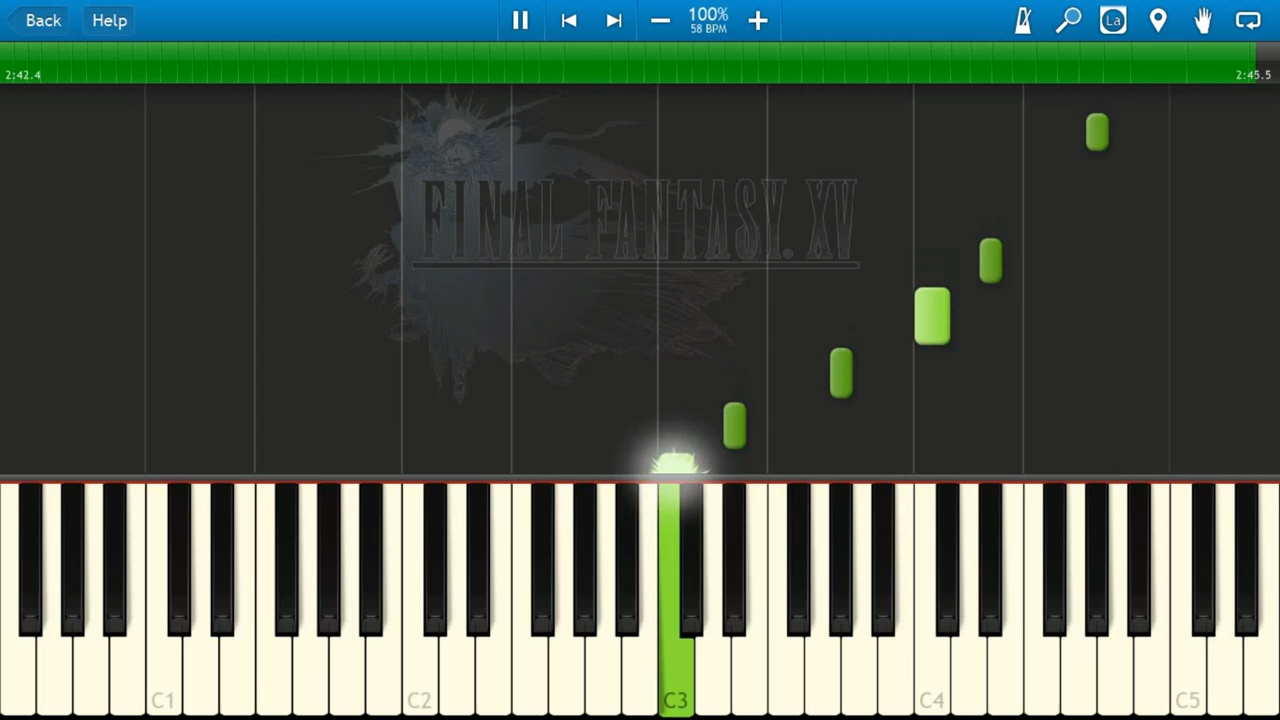 Back
Help
100%
58 BPM
La
2:42.4
2:45.5
FINAL FANTASY. XV
C1
C2
C3
C4
C5